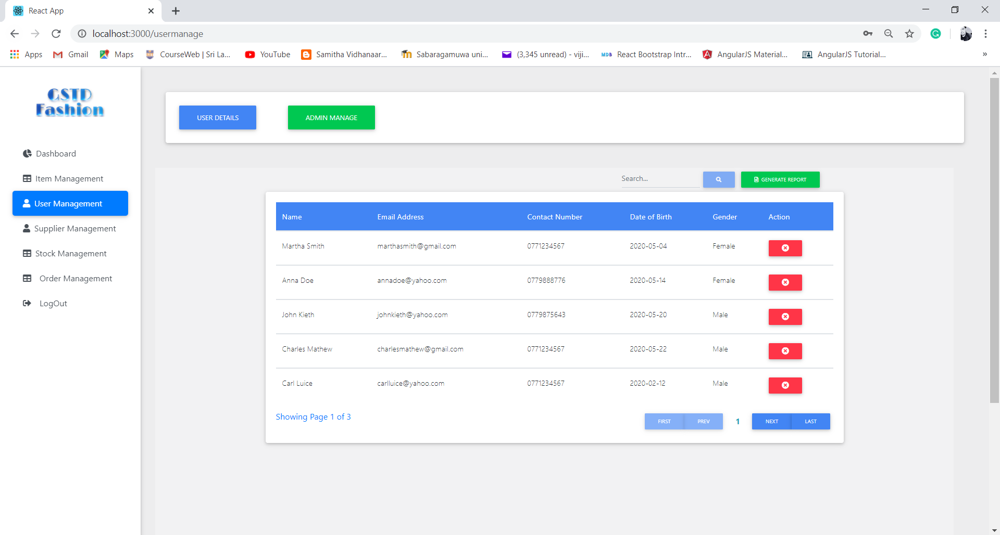 React App
localhost:3000/usermanage
Apps
Gmail
Maps
CourseWeb | Sri La...
YouTube
Samitha Vidhanaar...
Sabaragamuwa uni...
(3,345 unread) - viji...
MDB
React Bootstrap Intr...
AngularJS Material...
AngularJS Tutorial...
»
GSTD
Fashion
Dashboard
Item Management
User Management
Supplier Management
Stock Management
Order Management
LogOut
USER DETAILS
ADMIN MANAGE
Search...
GENERATE REPORT
Name Email Address Contact Number Date of Birth Gender Action
Martha Smith marthasmith@gmail.com 0771234567 2020-05-04 Female
Anna Doe annadoe@yahoo.com 0779888776 2020-05-14 Female
John Kieth johnkieth@yahoo.com 0779875643 2020-05-20 Male
Charles Mathew charlesmathew@gmail.com 0771234567 2020-05-22 Male
Carl Luice carlluice@yahoo.com 0771234567 2020-02-12 Male
Showing Page 1 of 3
FIRST PREV 1 NEXT LAST